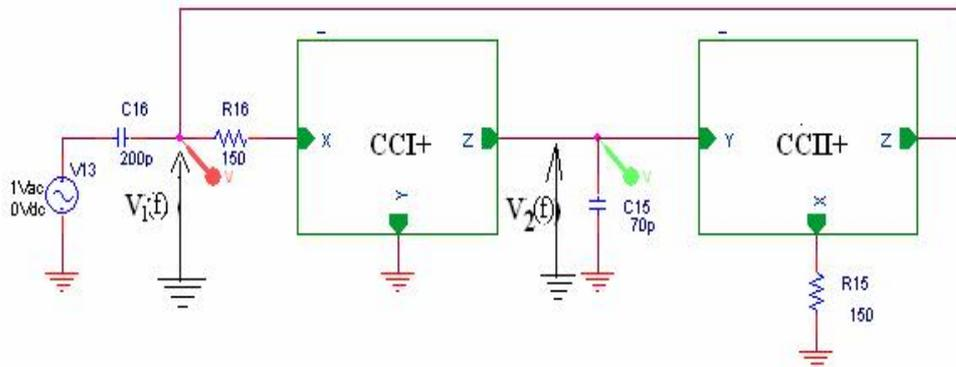 C16
200p
R16
150
V13
1Vac
0Vdc
V
V1(f)
X
CCI+
Z
Y
V2(f)
V
C15
70p
Y
CCII+
Z
X
R15
150